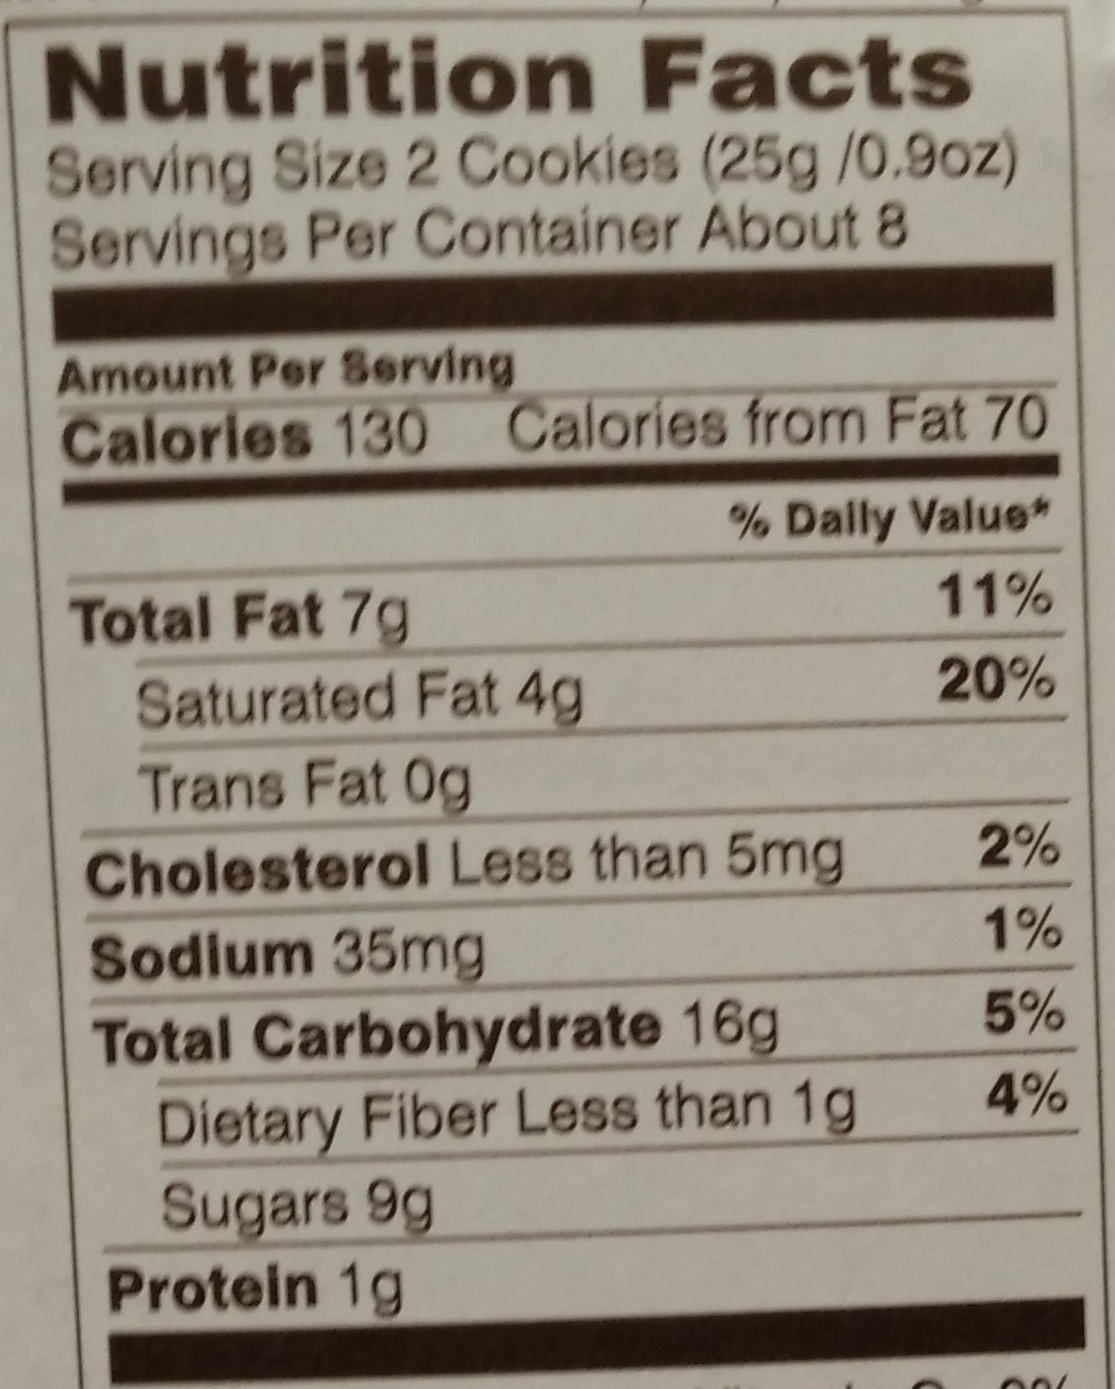 Nutrition Facts
Serving Size 2 Cookies (25g /0.9oz)
Servings Per Container About 8
Amount Per Serving
Calories 130 Calories from Fat 70
% Daily Value*
Total Fat 7g 11%
Saturated Fat 4g 20%
Trans Fat 0g
Cholesterol Less than 5mg 2%
Sodium 35mg 1%
Total Carbohydrate 16g 5%
Dietary Fiber Less than 1g 4%
Sugars 9g
Protein 1g